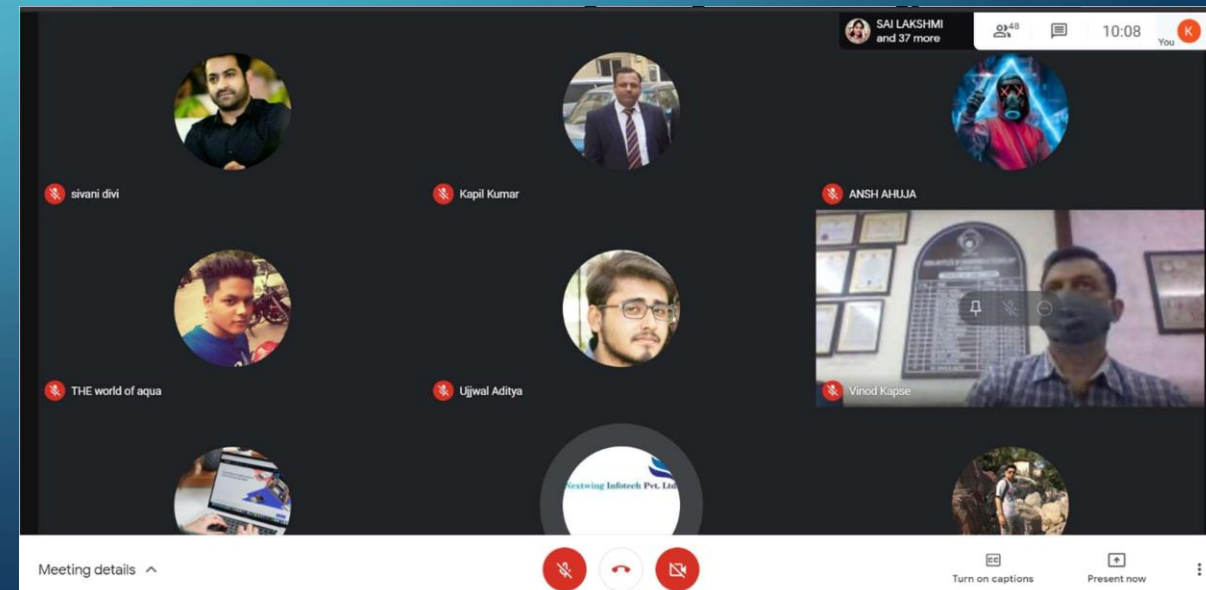 SAI LAKSHMI
and 37 more
48
10:08
You
K
sivani divi
Kapil Kumar
ANSH AHUJA
THE world of aqua
Ujjwal Aditya
Vinod Kapse
Nextwing Infotech Pvt. Ltd
Meeting details
CC
Turn on captions
Present now